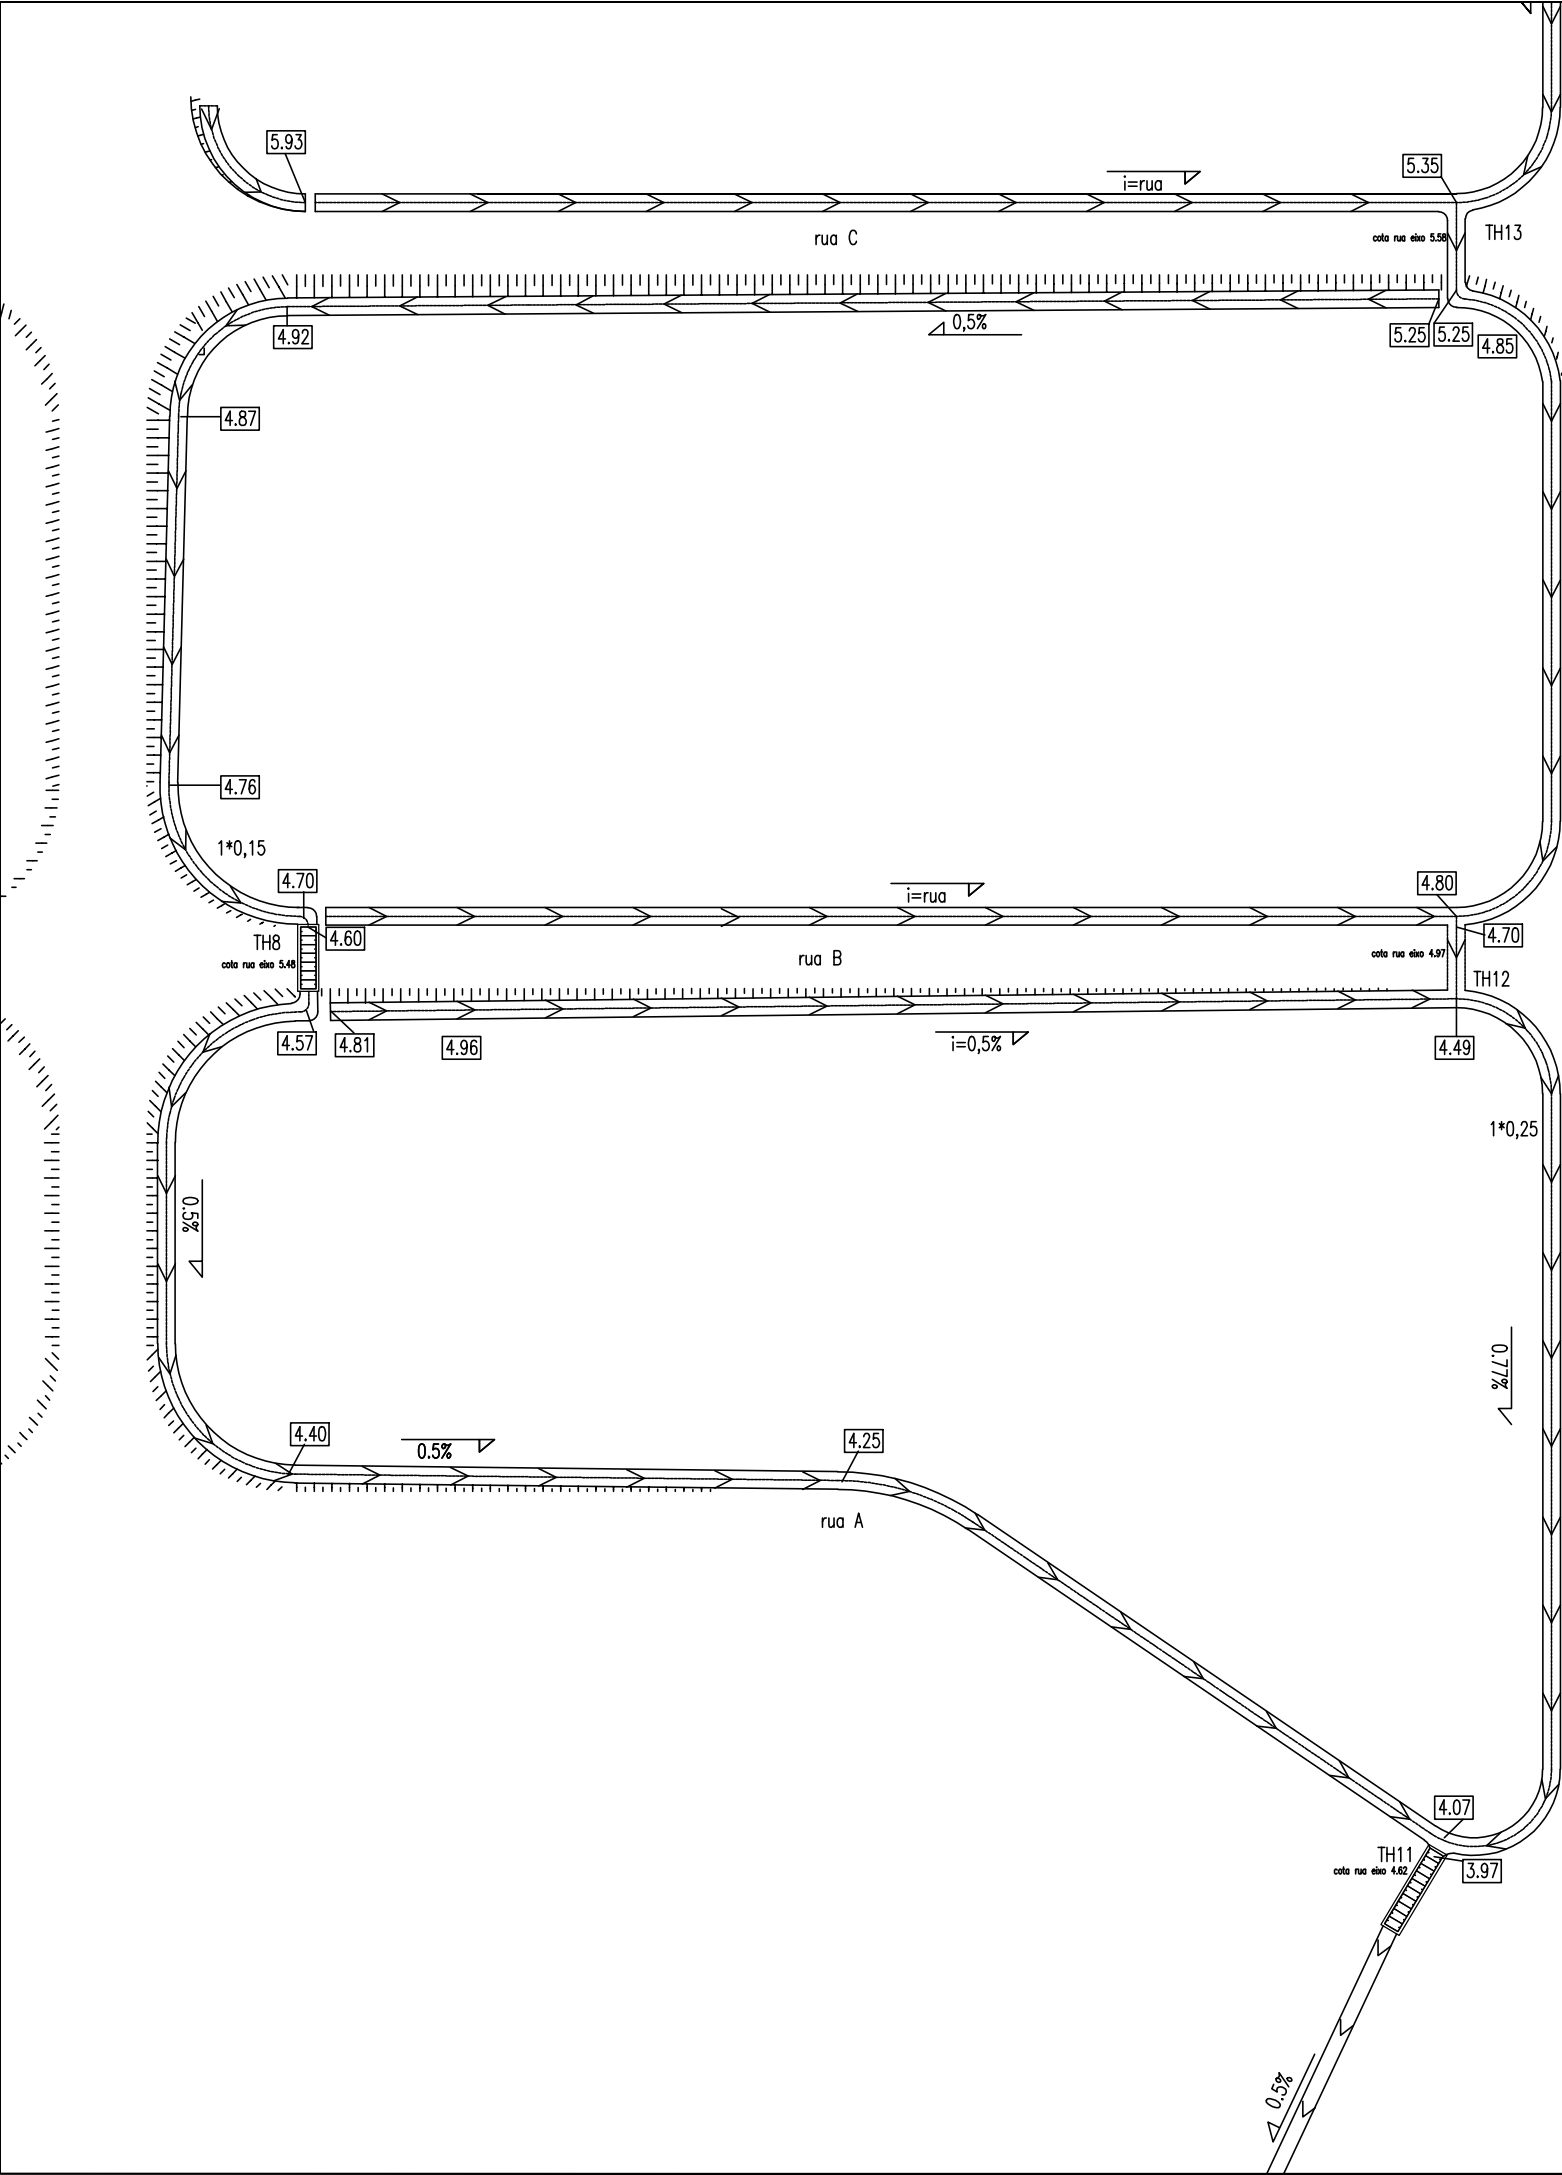 5.93
5.35
i=rua
rua C
cota rua eixo 5.58
TH13
4.92
0,5%
5.25
5.25
4.85
4.87
4.76
1*0,15
4.70
4.80
i=rua
4.60
4.70
TH8
cota rua eixo 5.48
rua B
cota rua eixo 4.97
TH12
4.57
4.81
4.96
i=0,5%
4.49
1*0,25
0.5%
0.77%
4.40
0.5%
4.25
rua A
4.07
TH11
cota rua eixo 4.62
3.97
0.5%